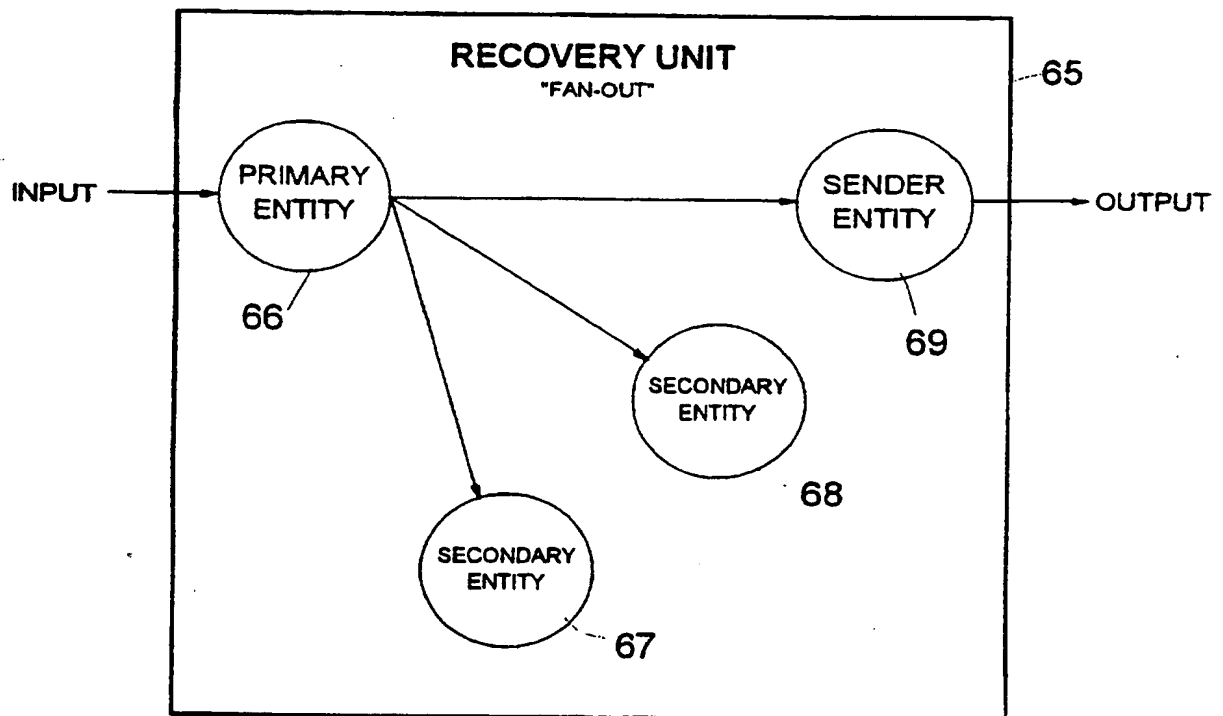 RECOVERY UNIT
"FAN-OUT"
65
INPUT
PRIMARY
ENTITY
SENDER
ENTITY
OUTPUT
66
69
SECONDARY
ENTITY
68
SECONDARY
ENTITY
67